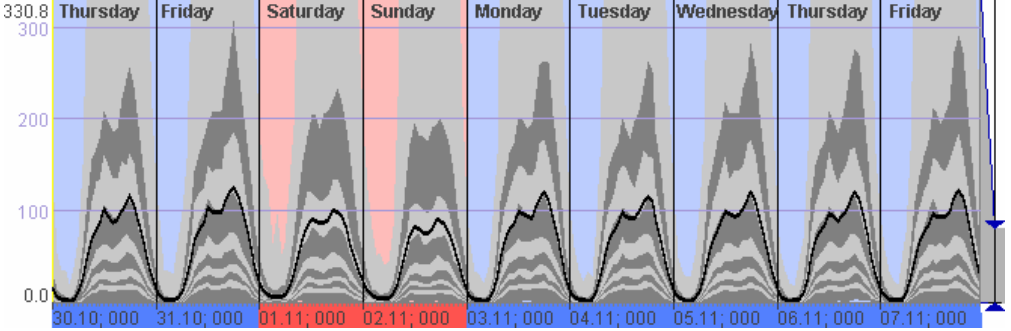 330.8 Thursday Friday Saturday Sunday Monday Tuesday Wednesday Thursday Friday
300
200
100
0.0
30.10; 000 31.10; 000 01.11; 000 02.11; 000 03.11; 000 04.11; 000 05.11; 000 06.11; 000 07.11; 000